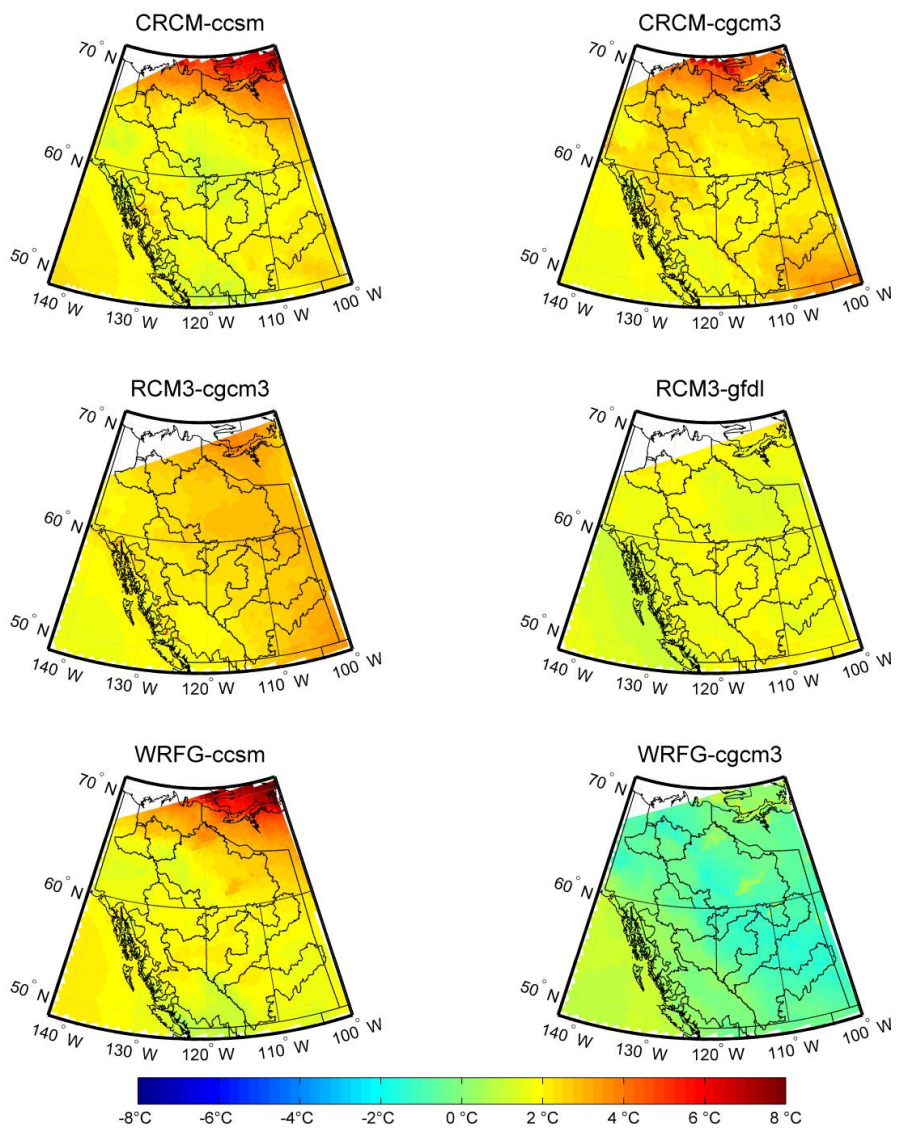 CRCM-ccsm CRCM-cgcm3
70° N 70° N
60° N 60° N
50° N 50° N
140° W 130° W 120° W 110° W 100° W 140° W 130° W 120° W 110° W 100° W
RCM3-cgcm3 RCM3-gfdl
70° N 70° N
60° N 60° N
50° N 50° N
140° W 130° W 120° W 110° W 100° W 140° W 130° W 120° W 110° W 100° W
WRFG-ccsm WRFG-cgcm3
70° N 70° N
60° N 60° N
50° N 50° N
140° W 130° W 120° W 110° W 100° W 140° W 130° W 120° W 110° W 100° W
-8°C -6°C -4°C -2°C 0 °C 2 °C 4 °C 6 °C 8 °C